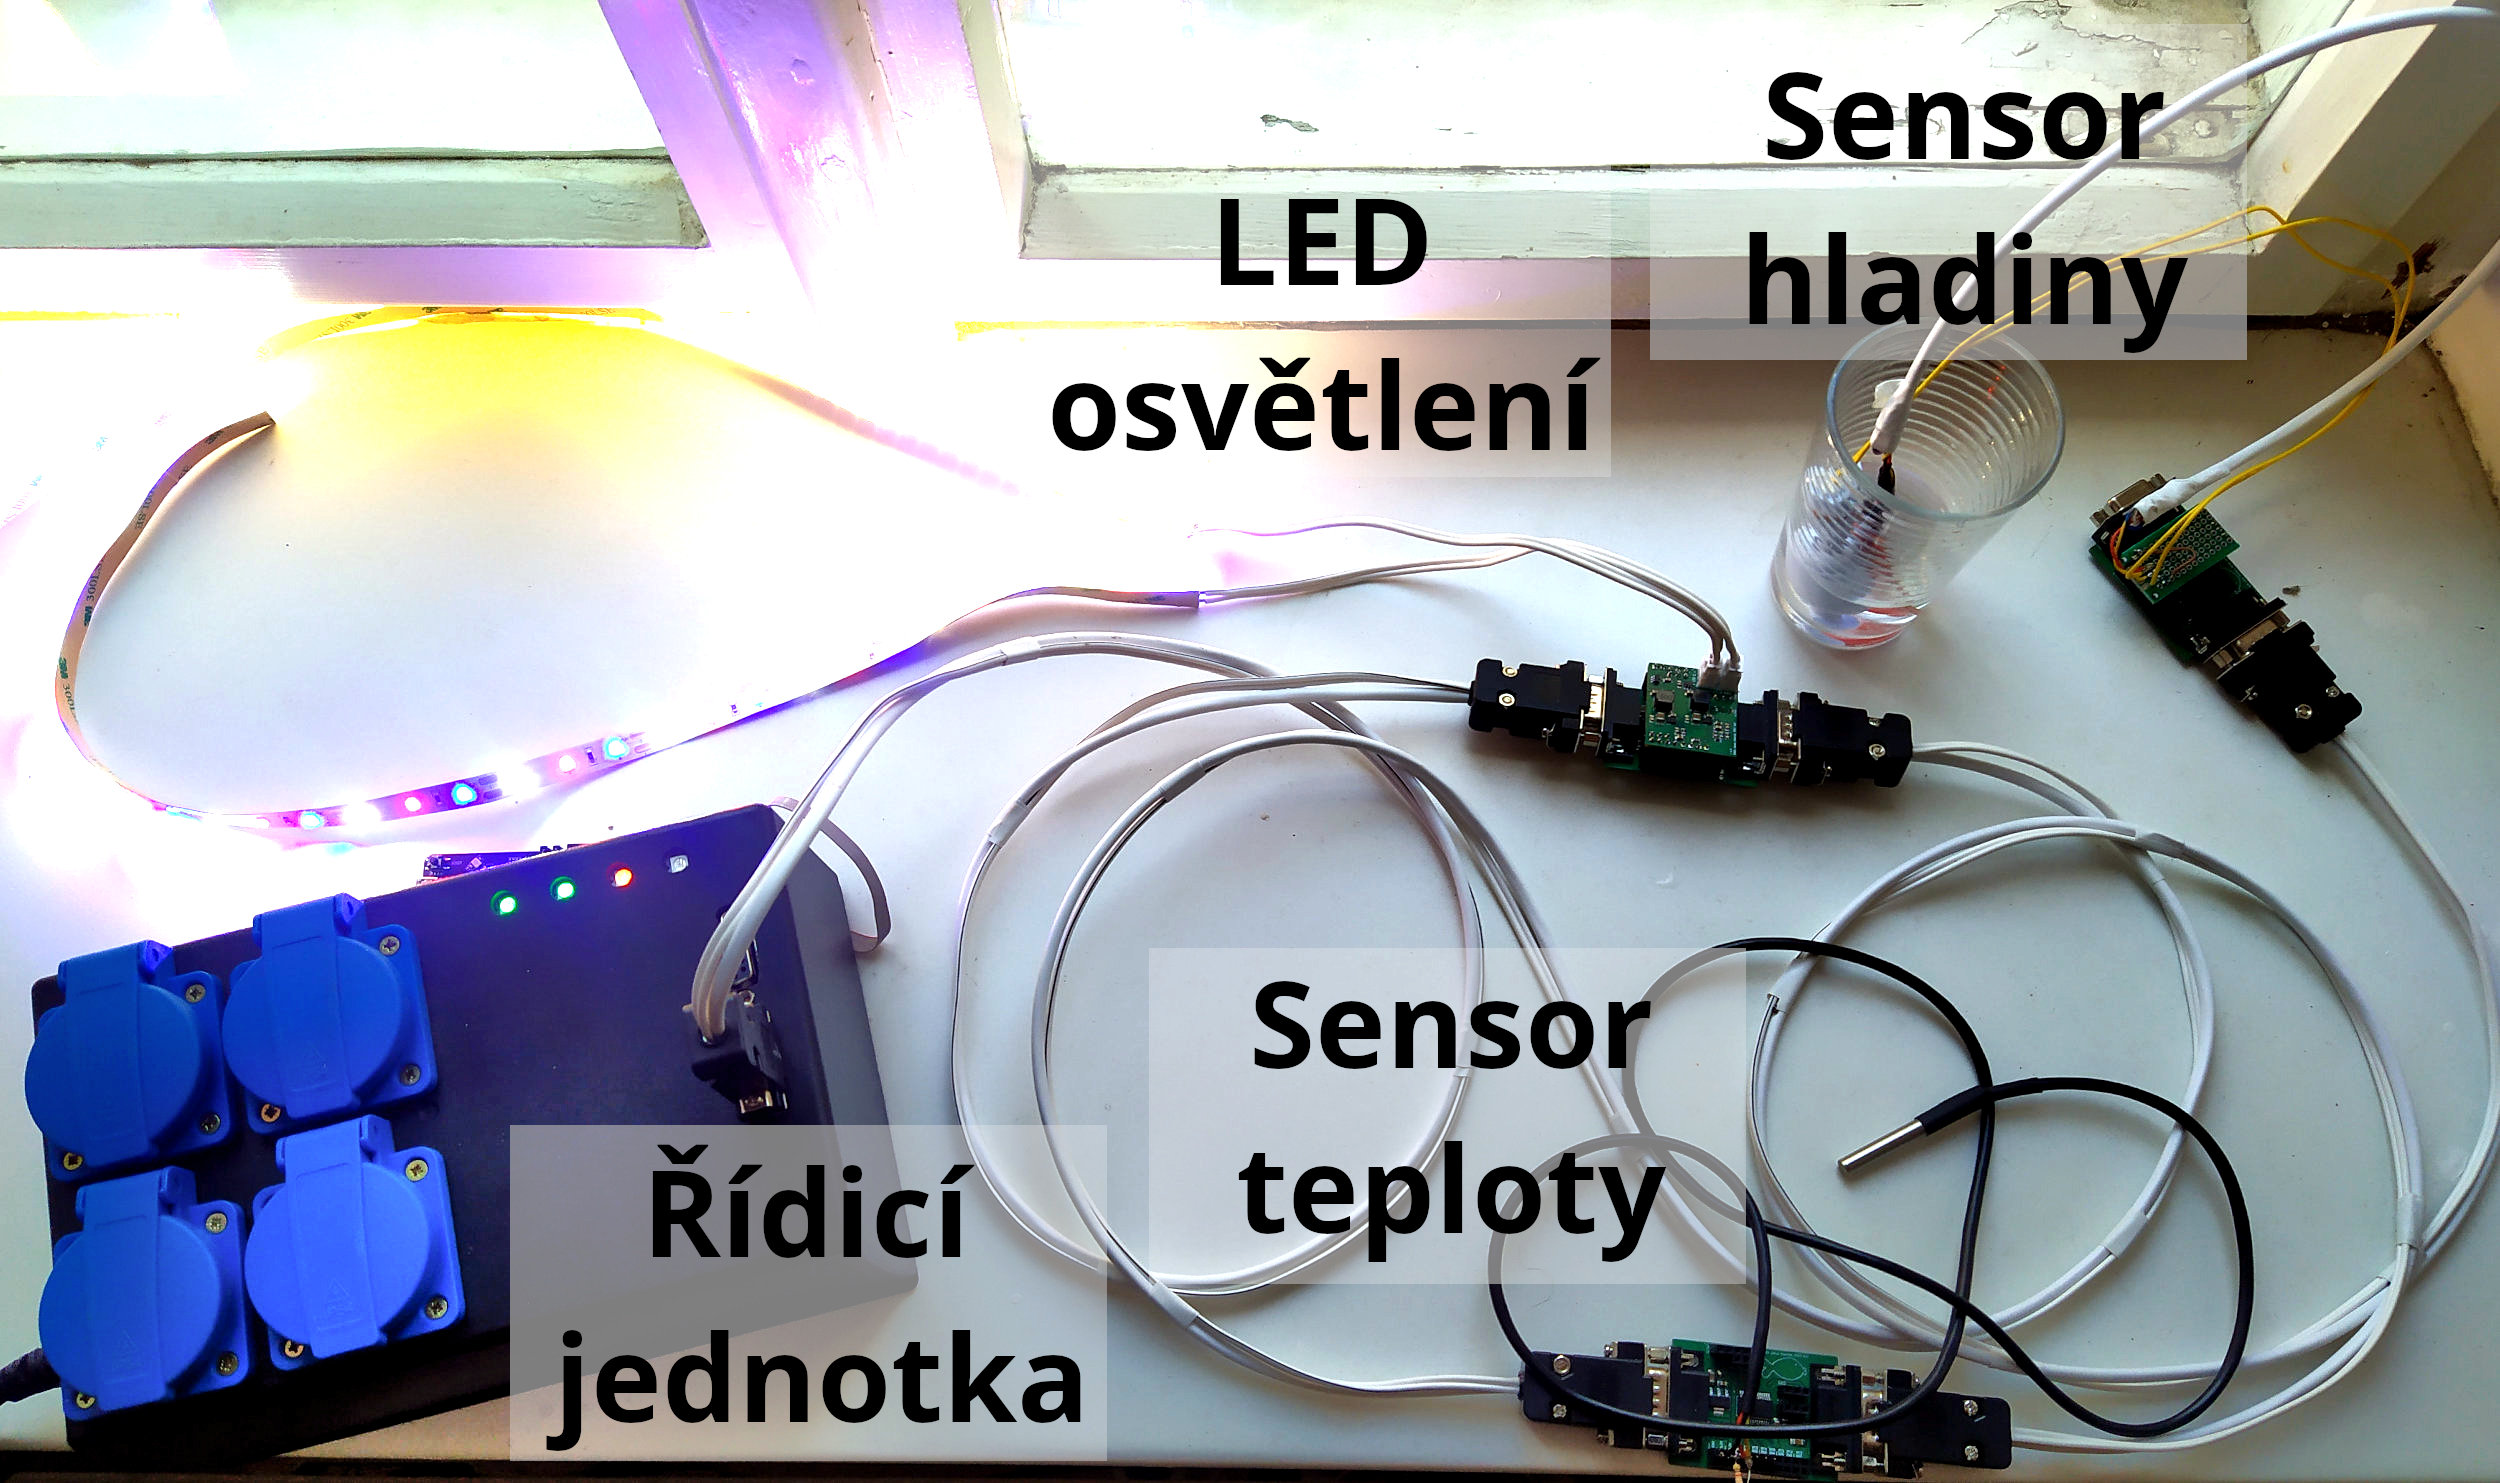 Sensor
hladiny
LED
osvětlení
Sensor
teploty
Řídicí
jednotka